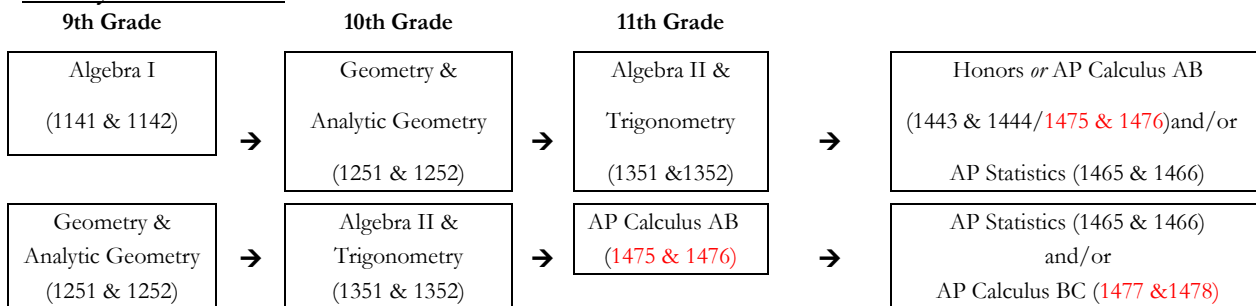 9th Grade 10th Grade 11th Grade
Algebra I
(1141 & 1142)
Geometry &
Analytic Geometry
(1251 & 1252)
Algebra II &
Trigonometry
(1351 &1352)
Honors or AP Calculus AB
(1443 & 1444/1475 & 1476)and/or
AP Statistics (1465 & 1466)
Geometry &
Analytic Geometry
(1251 & 1252)
Algebra II &
Trigonometry
(1351 & 1352)
AP Calculus AB
(1475 & 1476)
AP Statistics (1465 & 1466)
and/or
AP Calculus BC (1477 &1478)